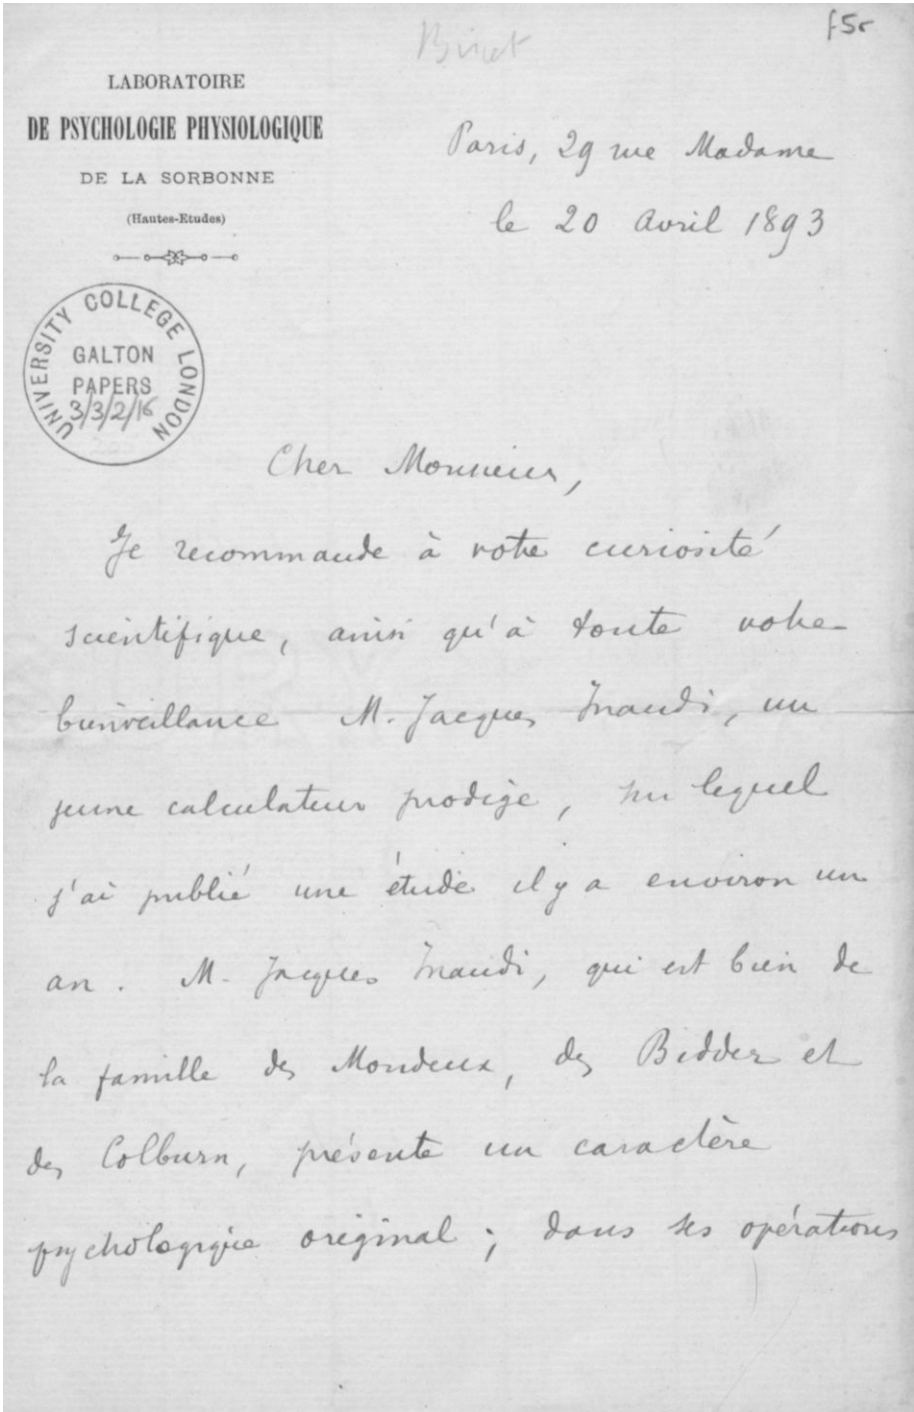 Binet
f5r
LABORATOIRE
DE PSYCHOLOGIE PHYSIOLOGIQUE
DE LA SORBONNE
(Hautes-Etudes)
Paris, 29 rue Madame
le 20 Avril 1893
UNIVERSITY COLLEGE LONDON
GALTON
PAPERS
3/3/2/16
Cher Monsieur,
Je recommande à votre curiosité
scientifique, ainsi qu'à toute votre
bienveillance M. Jacques Inaudi, un
jeune calculateur prodige, sur lequel
j'ai publié une étude il y a environ un
an. M. Jacques Inaudi, qui est bien de
la famille des Mondeux, des Bidder et
des Colburn, présente un caractère
psychologique original ; dans ses opérations